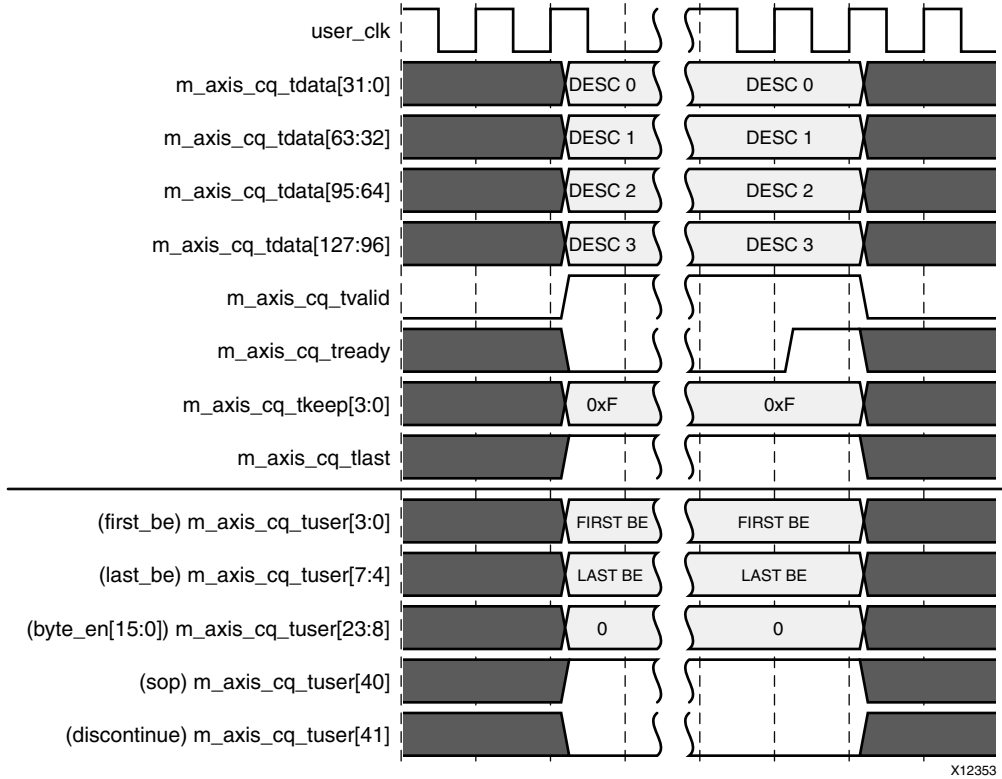 user_clk
m_axis_cq_tdata[31:0] DESC 0 DESC 0
m_axis_cq_tdata[63:32] DESC 1 DESC 1
m_axis_cq_tdata[95:64] DESC 2 DESC 2
m_axis_cq_tdata[127:96] DESC 3 DESC 3
m_axis_cq_tvalid
m_axis_cq_tready
m_axis_cq_tkeep[3:0] 0xF 0xF
m_axis_cq_tlast
(first_be) m_axis_cq_tuser[3:0] FIRST BE FIRST BE
(last_be) m_axis_cq_tuser[7:4] LAST BE LAST BE
(byte_en[15:0]) m_axis_cq_tuser[23:8] 0 0
(sop) m_axis_cq_tuser[40]
(discontinue) m_axis_cq_tuser[41]
X12353